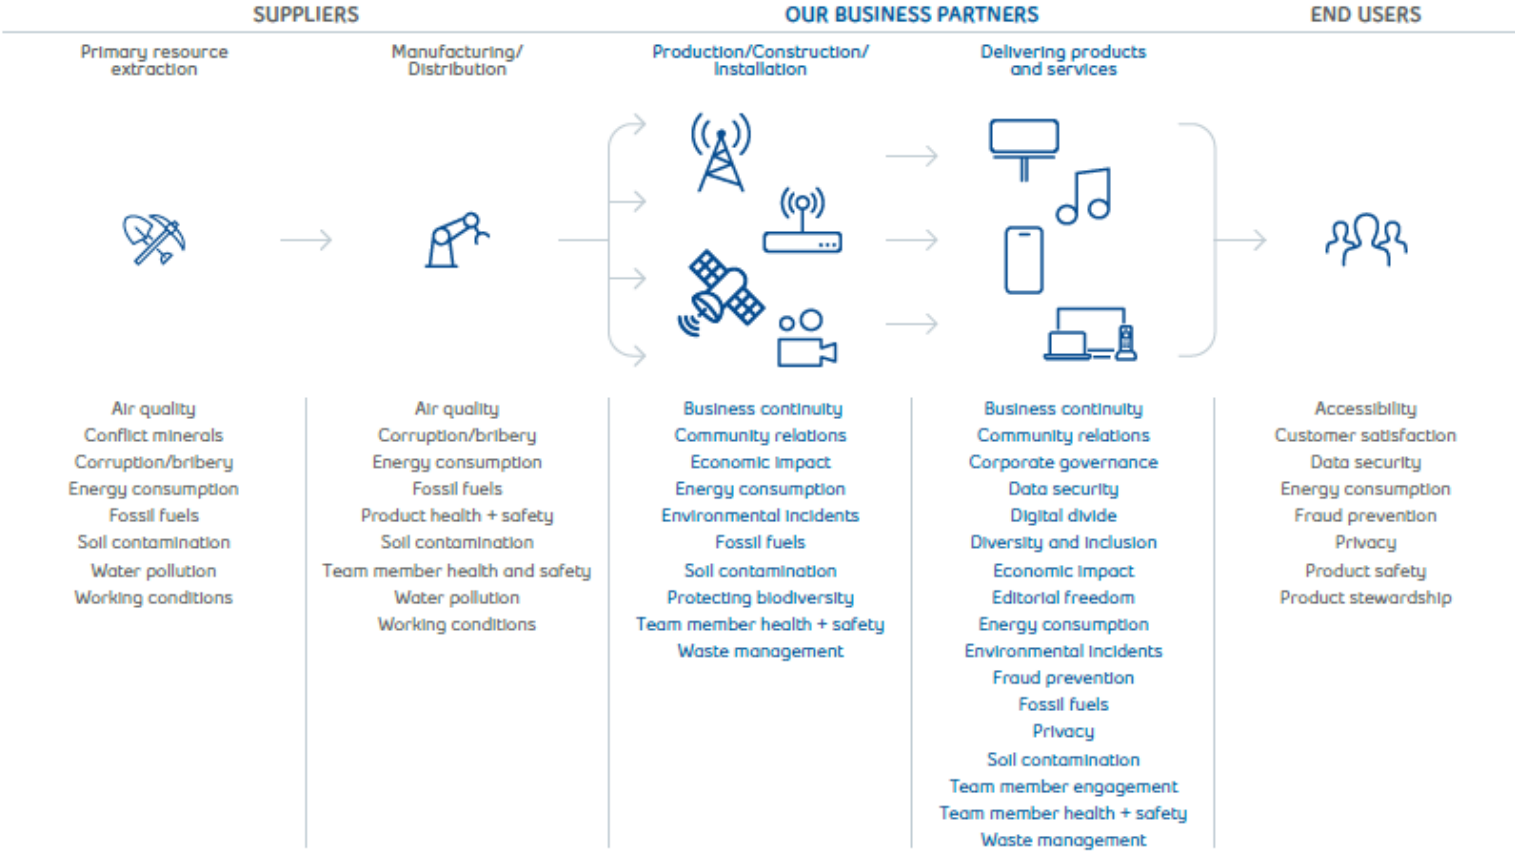 SUPPLIERS
OUR BUSINESS PARTNERS
END USERS
Primary resource
extraction
Manufacturing/
Distribution
Production/Construction/
Installation
Delivering products
and services
Air quality
Conflict minerals
Corruption/bribery
Energy consumption
Fossil fuels
Soil contamination
Water pollution
Working conditions
Air quality
Corruption/bribery
Energy consumption
Fossil fuels
Product health + safety
Soil contamination
Team member health and safety
Water pollution
Working conditions
Business continuity
Community relations
Economic impact
Energy consumption
Environmental incidents
Fossil fuels
Soil contamination
Protecting biodiversity
Team member health + safety
Waste management
Business continuity
Community relations
Corporate governance
Data security
Digital divide
Diversity and inclusion
Economic impact
Editorial freedom
Energy consumption
Environmental incidents
Fraud prevention
Fossil fuels
Privacy
Soil contamination
Team member engagement
Team member health + safety
Waste management
Accessibility
Customer satisfaction
Data security
Energy consumption
Fraud prevention
Privacy
Product safety
Product stewardship